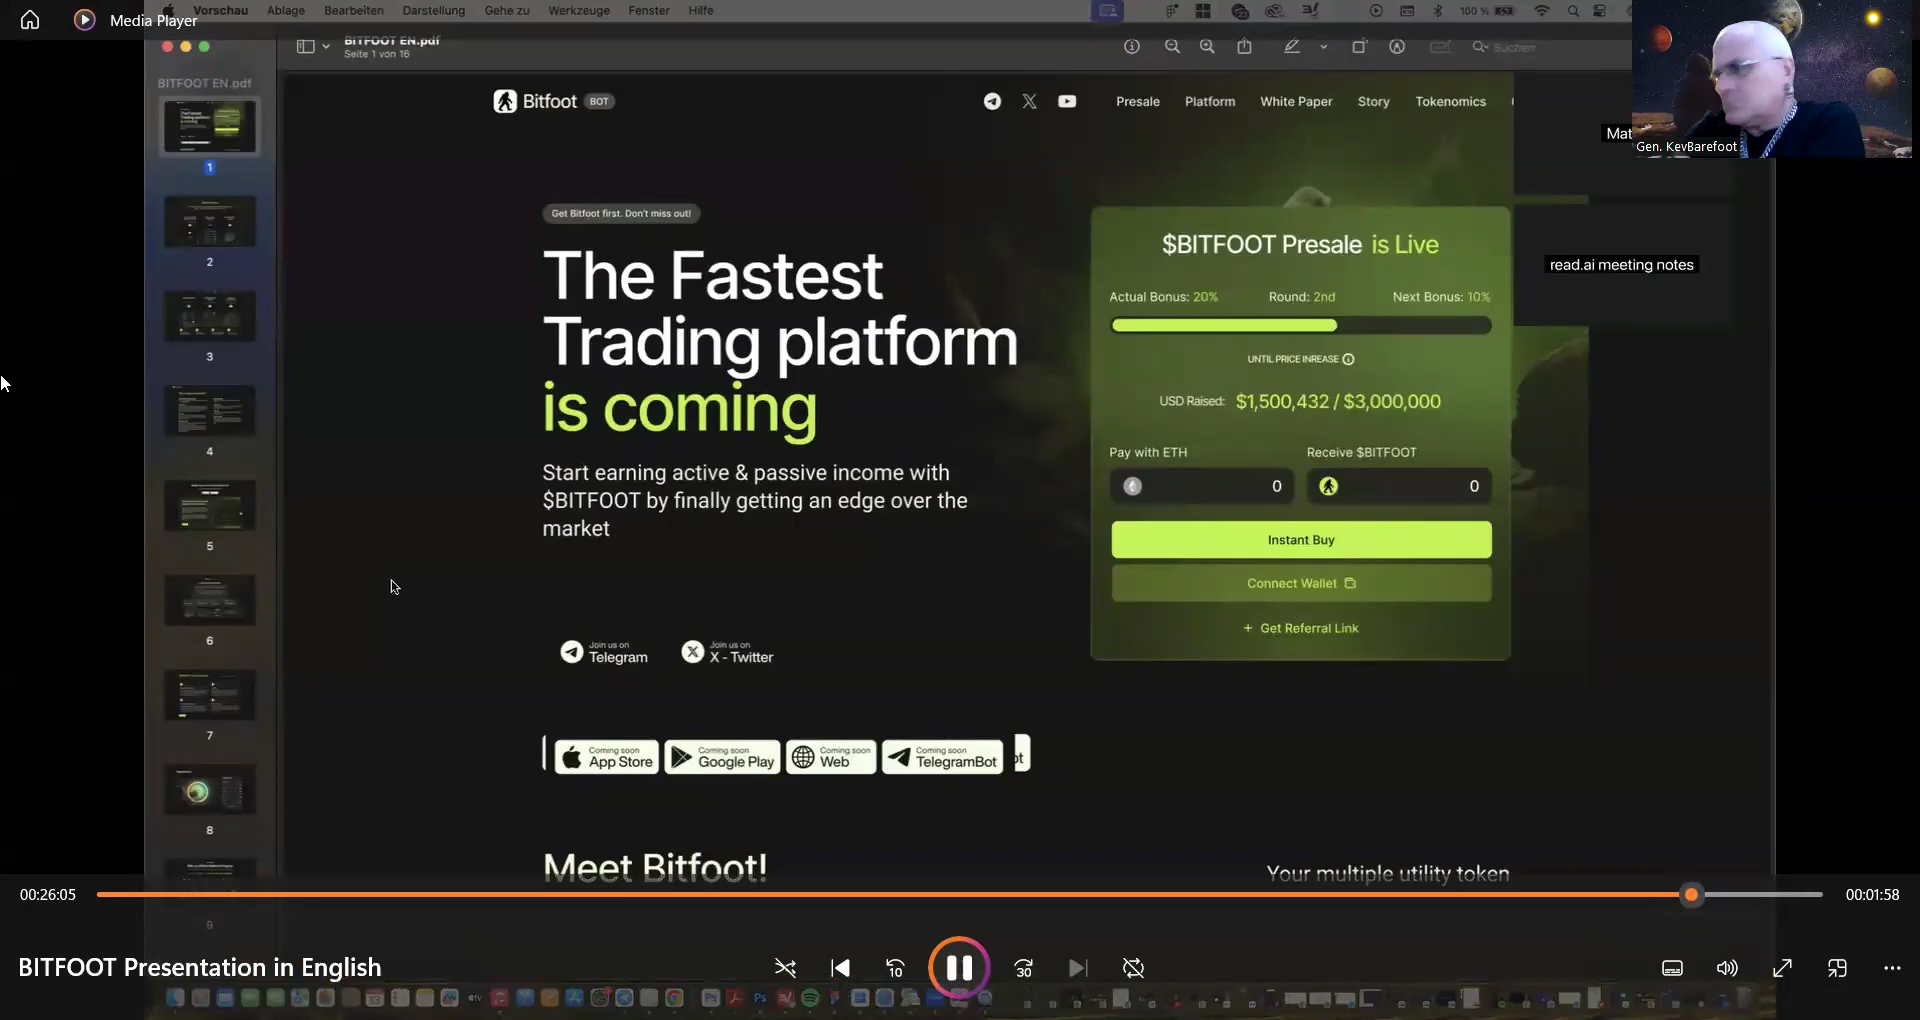 Media Player
Vorschau Ablage Bearbeiten Darstellung Gehe zu Werkzeuge Fenster Hilfe
100 %
BITFOOT EN.pdf
Seite 1 von 16
Suchen
BITFOOT EN.pdf
1
2
3
4
5
6
7
8
9
Bitfoot BOT
Presale Platform White Paper Story Tokenomics
Mat
Gen. KevBarefoot
read.ai meeting notes
Get Bitfoot first. Don't miss out!
The Fastest
Trading platform
is coming
Start earning active & passive income with
$BITFOOT by finally getting an edge over the
market
Join us on
Telegram
Join us on
X - Twitter
Coming soon
App Store
Coming soon
Google Play
Coming soon
Web
Coming soon
TelegramBot
$BITFOOT Presale is Live
Actual Bonus: 20% Round: 2nd Next Bonus: 10%
UNTIL PRICE INREASE
USD Raised: $1,500,432 / $3,000,000
Pay with ETH Receive $BITFOOT
0 0
Instant Buy
Connect Wallet
+ Get Referral Link
Meet Bitfoot!
Your multiple utility token
00:26:05
00:01:58
BITFOOT Presentation in English
10
30